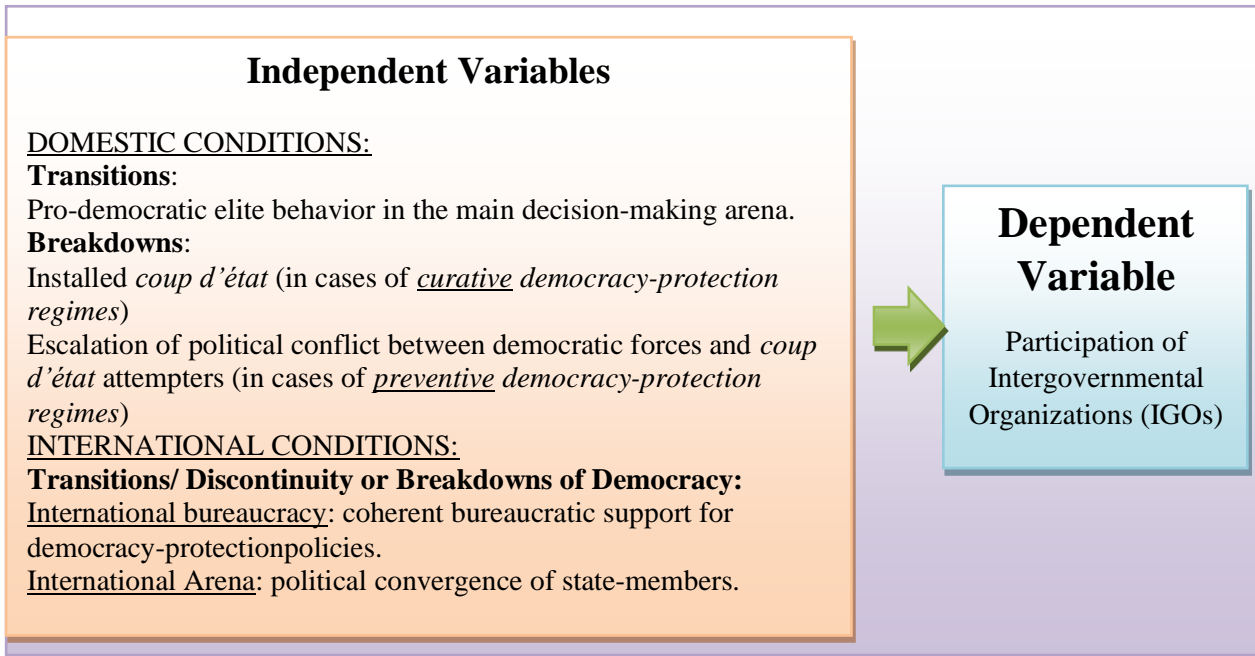 Independent Variables
DOMESTIC CONDITIONS:
Transitions:
Pro-democratic elite behavior in the main decision-making arena.
Breakdowns:
Installed coup d’état (in cases of curative democracy-protection
regimes)
Escalation of political conflict between democratic forces and coup
d’état attempters (in cases of preventive democracy-protection
regimes)
INTERNATIONAL CONDITIONS:
Transitions/ Discontinuity or Breakdowns of Democracy:
International bureaucracy: coherent bureaucratic support for
democracy-protectionpolicies.
International Arena: political convergence of state-members.
Dependent
Variable
Participation of
Intergovernmental
Organizations (IGOs)